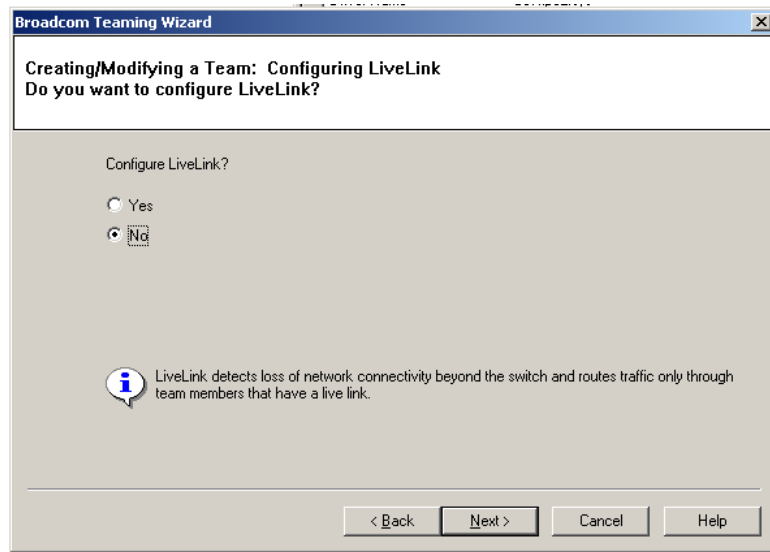 Broadcom Teaming Wizard
Creating/Modifying a Team: Configuring LiveLink
Do you want to configure LiveLink?
Configure LiveLink?
Yes
No
LiveLink detects loss of network connectivity beyond the switch and routes traffic only through
team members that have a live link.
< Back
Next >
Cancel
Help